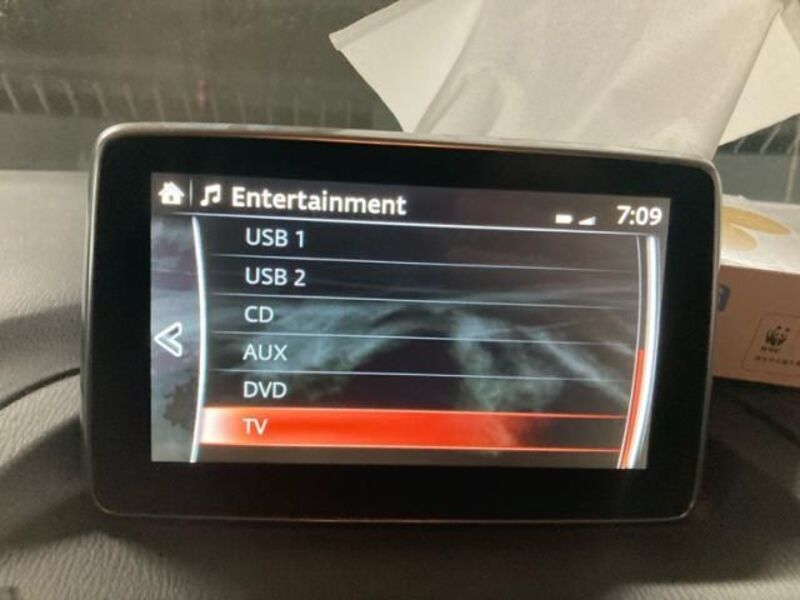 Entertainment
7:09
USB 1
USB 2
CD
AUX
DVD
TV